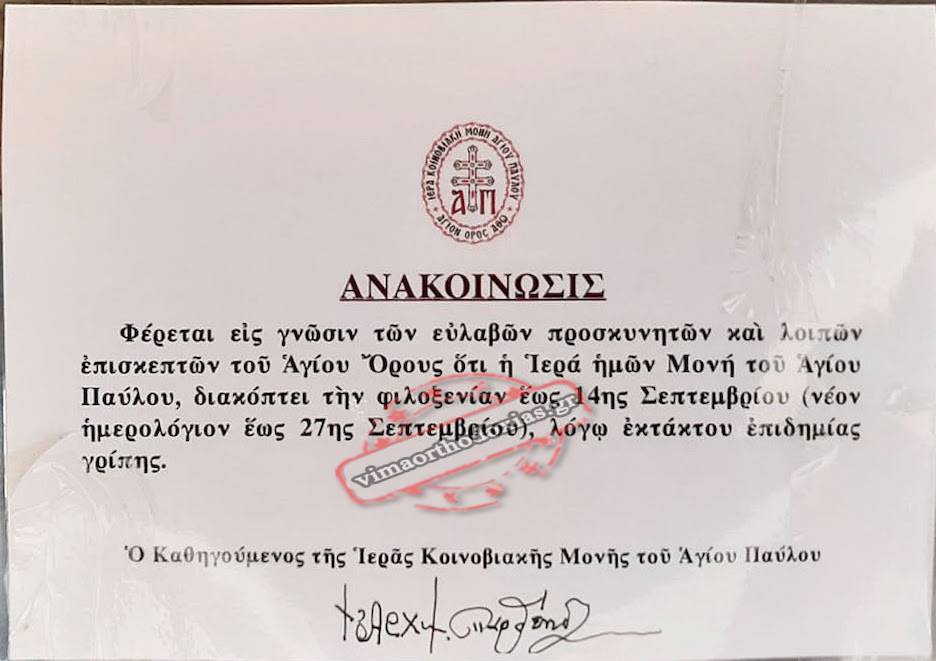 ΙΕΡΑ ΚΟΙΝΟΒΙΑΚΗ ΜΟΝΗ ΑΓΙΟΥ ΠΑΥΛΟΥ
ΑΠ
ΑΓΙΟΝ ΟΡΟΣ ΑΘΩ
ΑΝΑΚΟΙΝΩΣΙΣ
Φέρεται εἰς γνῶσιν τῶν εὐλαβῶν προσκυνητῶν καὶ λοιπῶν
ἐπισκεπτῶν τοῦ Ἁγίου Ὄρους ὅτι ἡ Ἱερά ἡμῶν Μονή τοῦ Ἁγίου
Παύλου, διακόπτει τὴν φιλοξενίαν ἕως 14ης Σεπτεμβρίου (νέον
ἡμερολόγιον ἕως 27ης Σεπτεμβρίου), λόγῳ ἐκτάκτου ἐπιδημίας
γρίπης.
vimaorthodoxias.gr
Ὁ Καθηγούμενος τῆς Ἱερᾶς Κοινοβιακῆς Μονῆς τοῦ Ἁγίου Παύλου